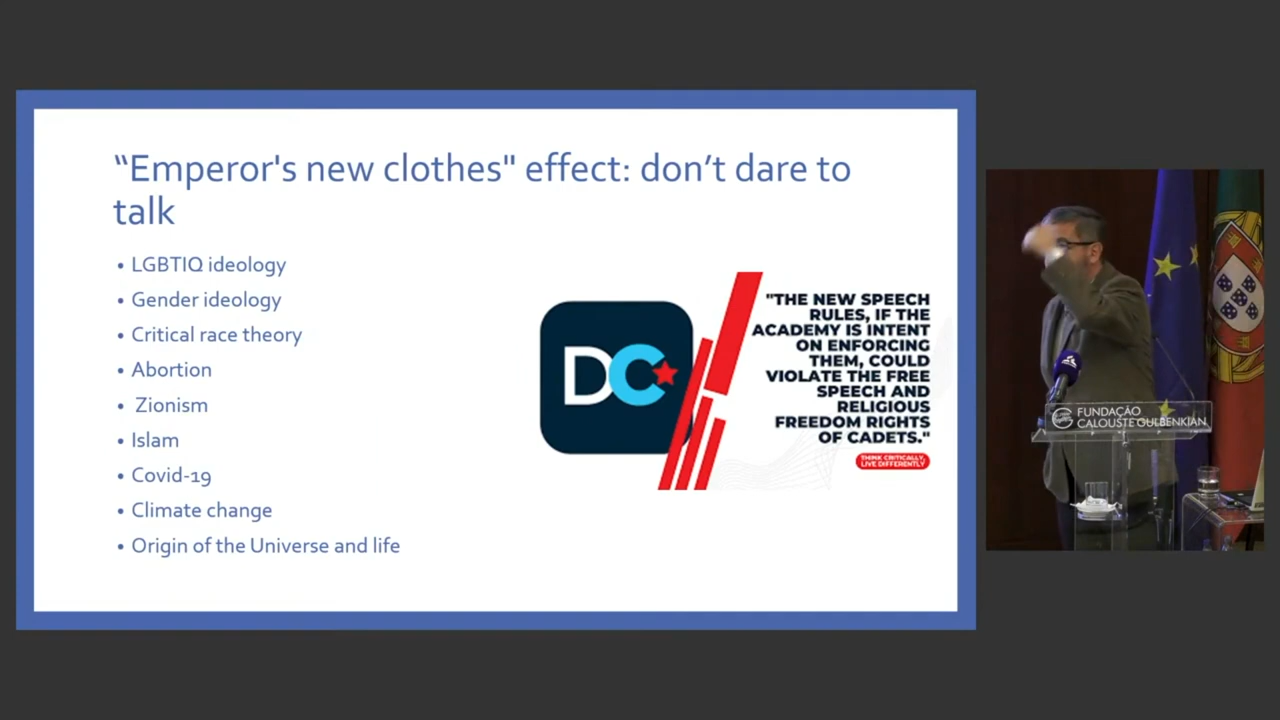 “Emperor's new clothes" effect: don’t dare to
talk
• LGBTIQ ideology
• Gender ideology
• Critical race theory
• Abortion
• Zionism
• Islam
• Covid-19
• Climate change
• Origin of the Universe and life
DC
"THE NEW SPEECH
RULES, IF THE
ACADEMY IS INTENT
ON ENFORCING
THEM, COULD
VIOLATE THE FREE
SPEECH AND
RELIGIOUS
FREEDOM RIGHTS
OF CADETS."
THINK CRITICALLY,
LIVE DIFFERENTLY
FUNDAÇÃO
CALOUSTE GULBENKIAN